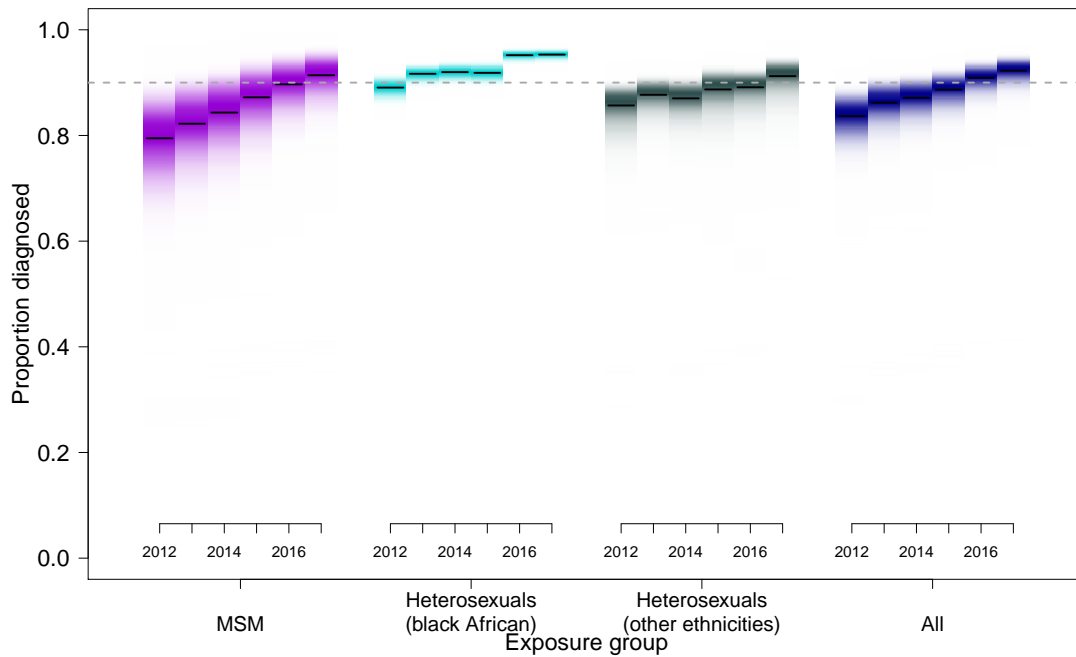 1.0
0.8
0.6
0.4
0.2
0.0
Proportion diagnosed
2012 2014 2016
2012 2014 2016
2012 2014 2016
2012 2014 2016
MSM
Heterosexuals
(black African)
Heterosexuals
(other ethnicities)
All
Exposure group